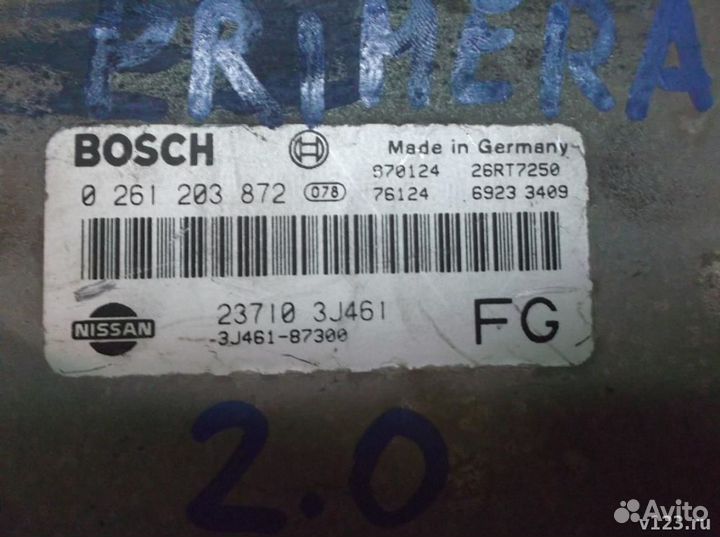 PRIMERA
BOSCH Made in Germany
970124 26RT7250
0 261 203 872 078 76124 6923 3409
NISSAN 23710 3J461 FG
-3J461-87300
2.0
Avito
v123.ru